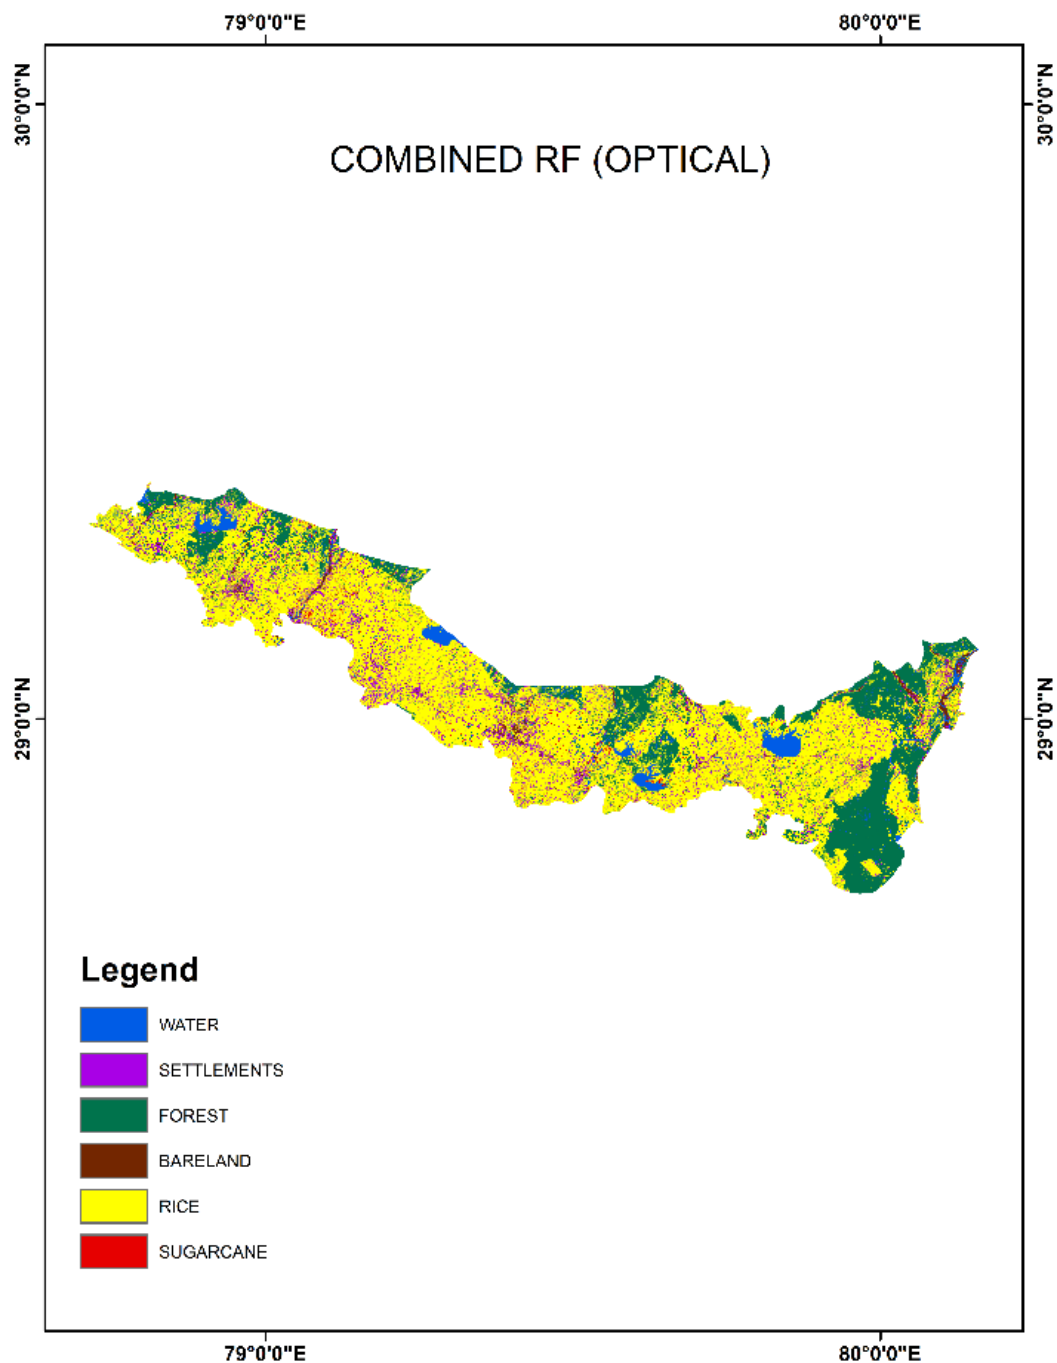 79°0'0"E 80°0'0"E
30°0'0"N 30°0'0"N
COMBINED RF (OPTICAL)
29°0'0"N 29°0'0"N
Legend
WATER
SETTLEMENTS
FOREST
BARELAND
RICE
SUGARCANE
79°0'0"E 80°0'0"E